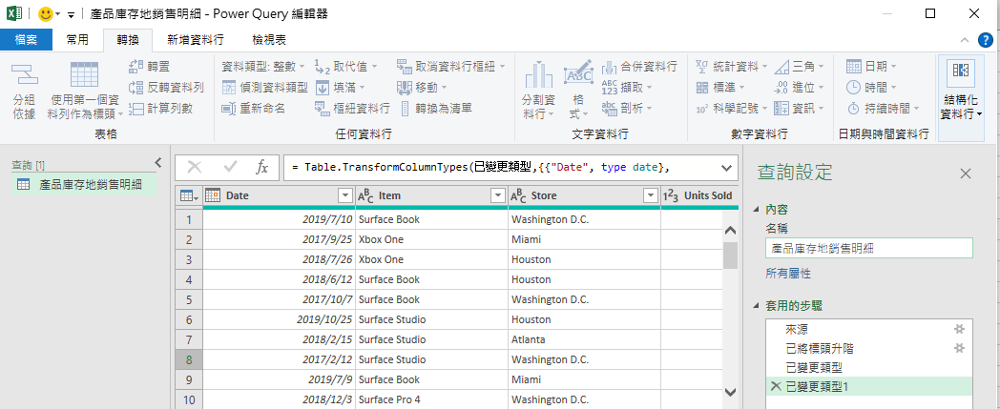 產品庫存地銷售明細 - Power Query 編輯器
檔案 常用 轉換 新增資料行 檢視表
分組依據
使用第一個資料列作為標頭
轉置
反轉資料列
計算列數
表格
資料類型: 整數
偵測資料類型
重新命名
取代值
填滿
樞紐資料行
取消資料行樞紐
移動
轉換為清單
任何資料行
分割資料行
格式
合併資料行
擷取
剖析
文字資料行
統計資料
標準
科學記號
三角
進位
資訊
數字資料行
日期
時間
持續時間
日期與時間資料行
結構化資料行
查詢 [1]
產品庫存地銷售明細
= Table.TransformColumnTypes(已變更類型,{{"Date", type date},
Date Item Store Units Sold
1 2019/7/10 Surface Book Washington D.C.
2 2017/9/25 Xbox One Miami
3 2018/7/26 Xbox One Houston
4 2018/6/12 Surface Book Houston
5 2017/10/7 Surface Book Washington D.C.
6 2019/10/25 Surface Studio Houston
7 2018/2/15 Surface Studio Atlanta
8 2017/2/12 Surface Studio Washington D.C.
9 2019/7/9 Surface Book Miami
10 2018/12/3 Surface Pro 4 Washington D.C.
查詢設定
內容
名稱
產品庫存地銷售明細
所有屬性
套用的步驟
來源
已將標頭升階
已變更類型
已變更類型1